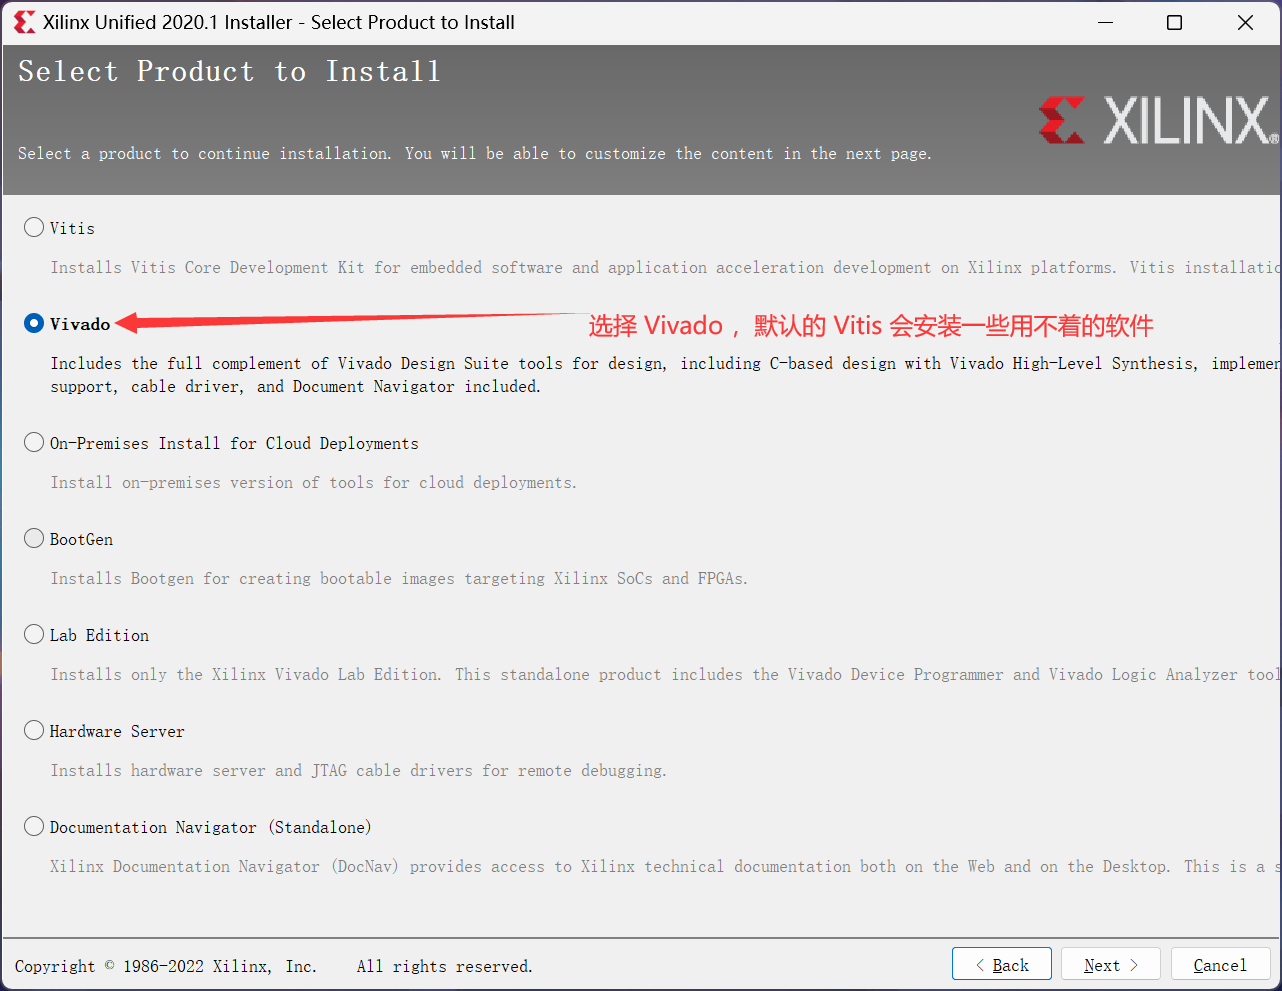 Xilinx Unified 2020.1 Installer - Select Product to Install
Select Product to Install
XILINX®
Select a product to continue installation. You will be able to customize the content in the next page.
Vitis
Installs Vitis Core Development Kit for embedded software and application acceleration development on Xilinx platforms. Vitis
Vivado
选择 Vivado ，默认的 Vitis 会安装一些用不着的软件
Includes the full complement of Vivado Design Suite tools for design, including C-based design with Vivado High-Level Synthesis,
support, cable driver, and Document Navigator included.
On-Premises Install for Cloud Deployments
Install on-premises version of tools for cloud deployments.
BootGen
Installs Bootgen for creating bootable images targeting Xilinx SoCs and FPGAs.
Lab Edition
Installs only the Xilinx Vivado Lab Edition. This standalone product includes the Vivado Device Programmer and Vivado Logic Analyzer tool
Hardware Server
Installs hardware server and JTAG cable drivers for remote debugging.
Documentation Navigator (Standalone)
Xilinx Documentation Navigator (DocNav) provides access to Xilinx technical documentation both on the Web and on the Desktop. This is a s
Copyright © 1986-2022 Xilinx, Inc. All rights reserved.
< Back
Next >
Cancel